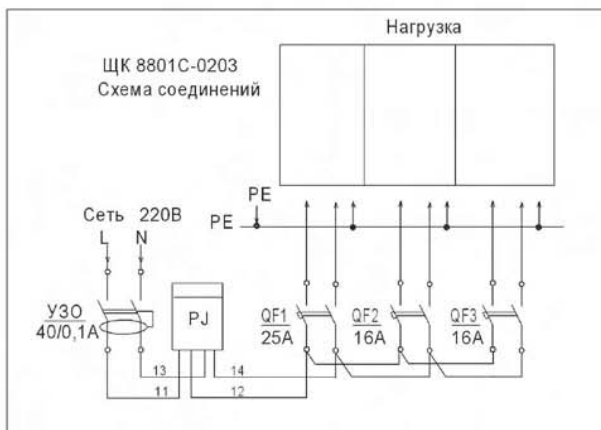 Нагрузка
ЩК 8801С-0203
Схема соединений
PE
PE
Сеть 220В
L N
УЗО
40/0,1А
PJ
QF1
25А
QF2
16А
QF3
16А
13
14
11
12